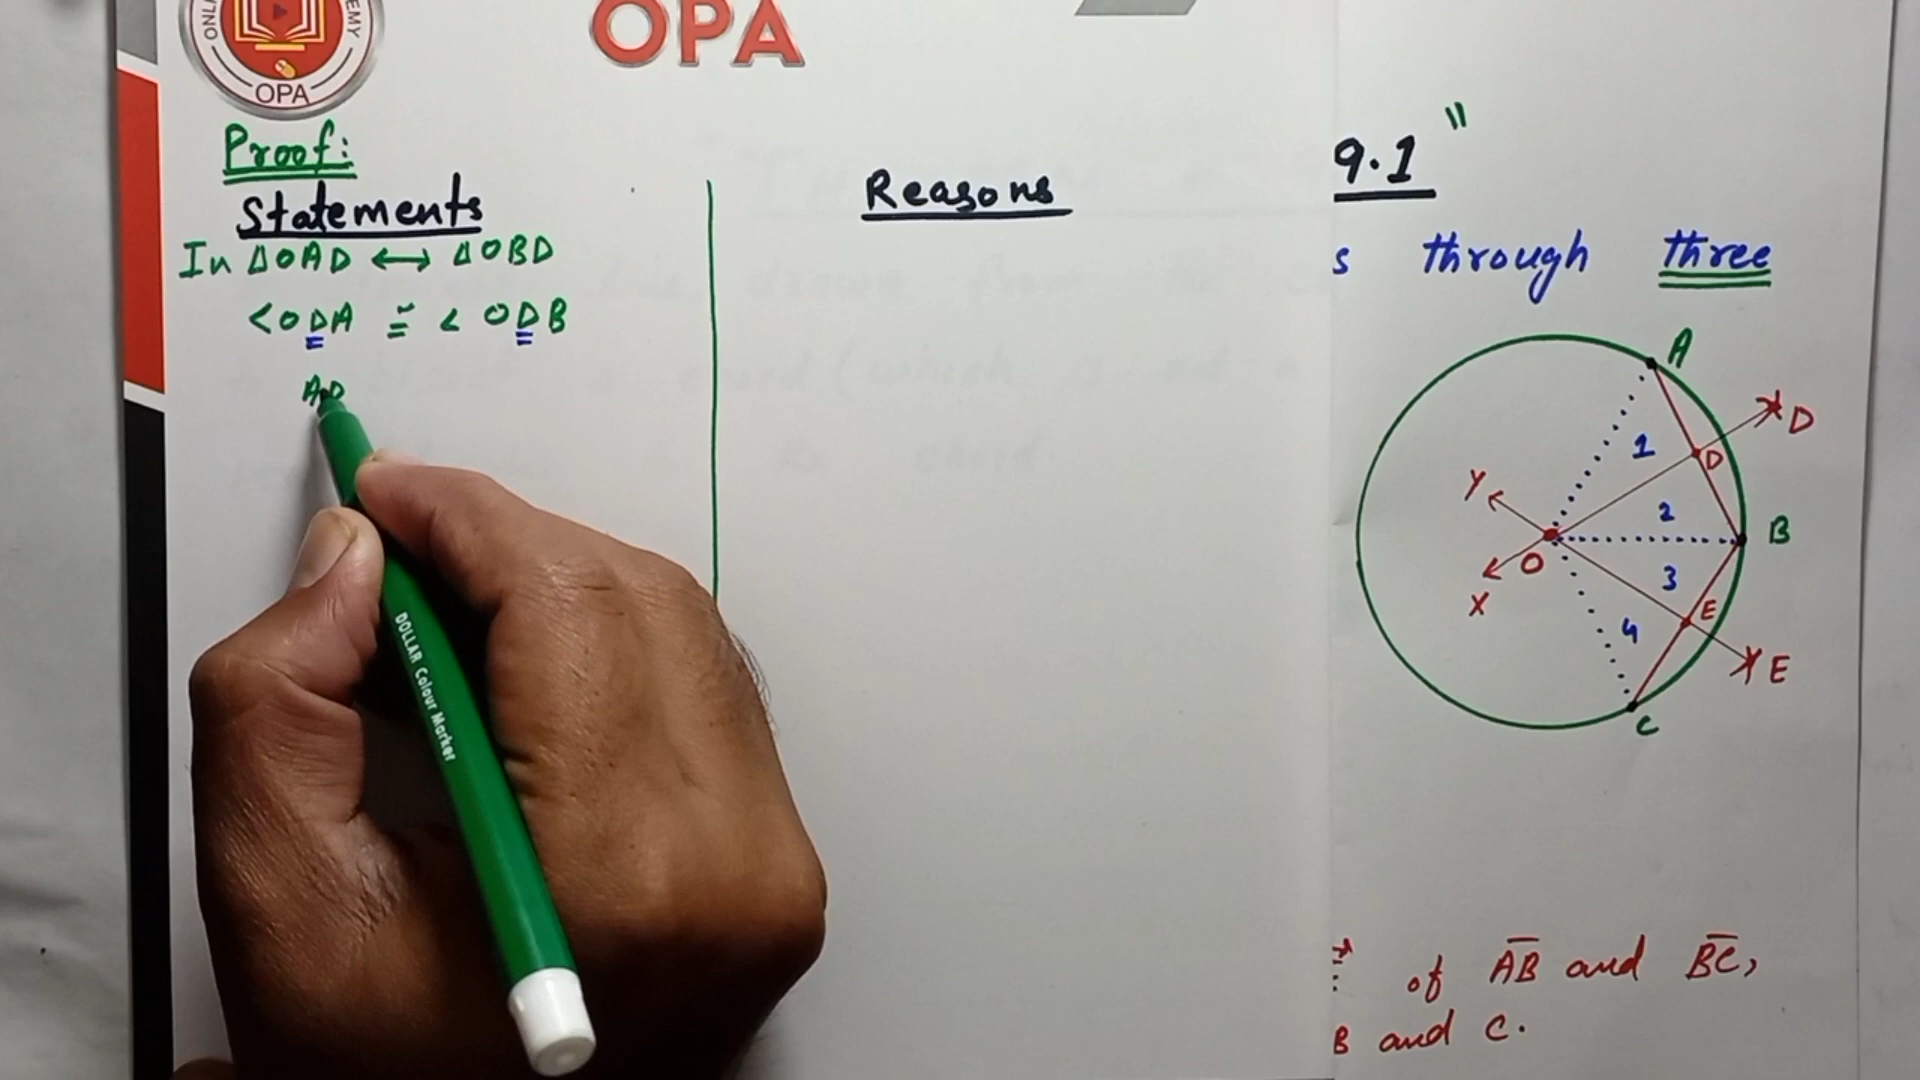 OPA
OPA
Proof:
Statements
Reasons
In ΔOAD ↔ ΔOBD
<ODA ≅ < ODB
AD
9.1"
s through three
A
D
1
D
Y
2
B
O
3
X
E
4
E
C
of AB and BC,
B and C.
DOLLAR Colour Marker